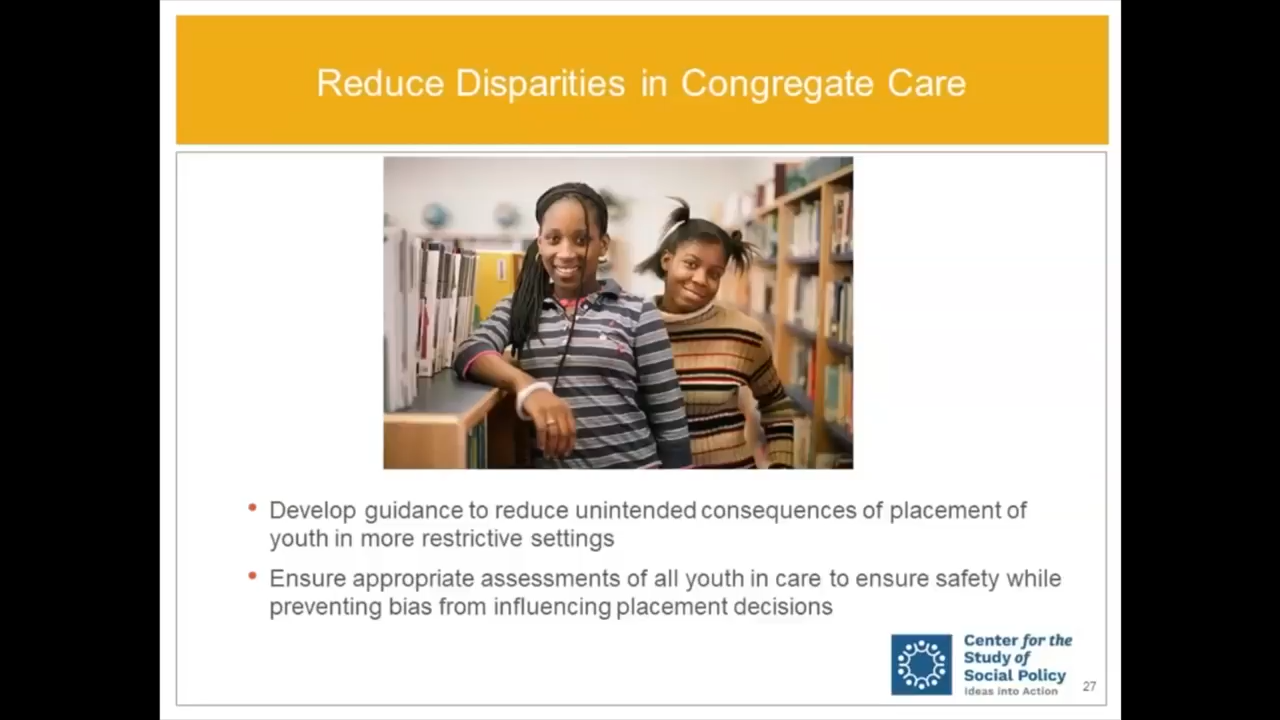 Reduce Disparities in Congregate Care
• Develop guidance to reduce unintended consequences of placement of
youth in more restrictive settings
• Ensure appropriate assessments of all youth in care to ensure safety while
preventing bias from influencing placement decisions
Center for the
Study of
Social Policy
Ideas into Action
27